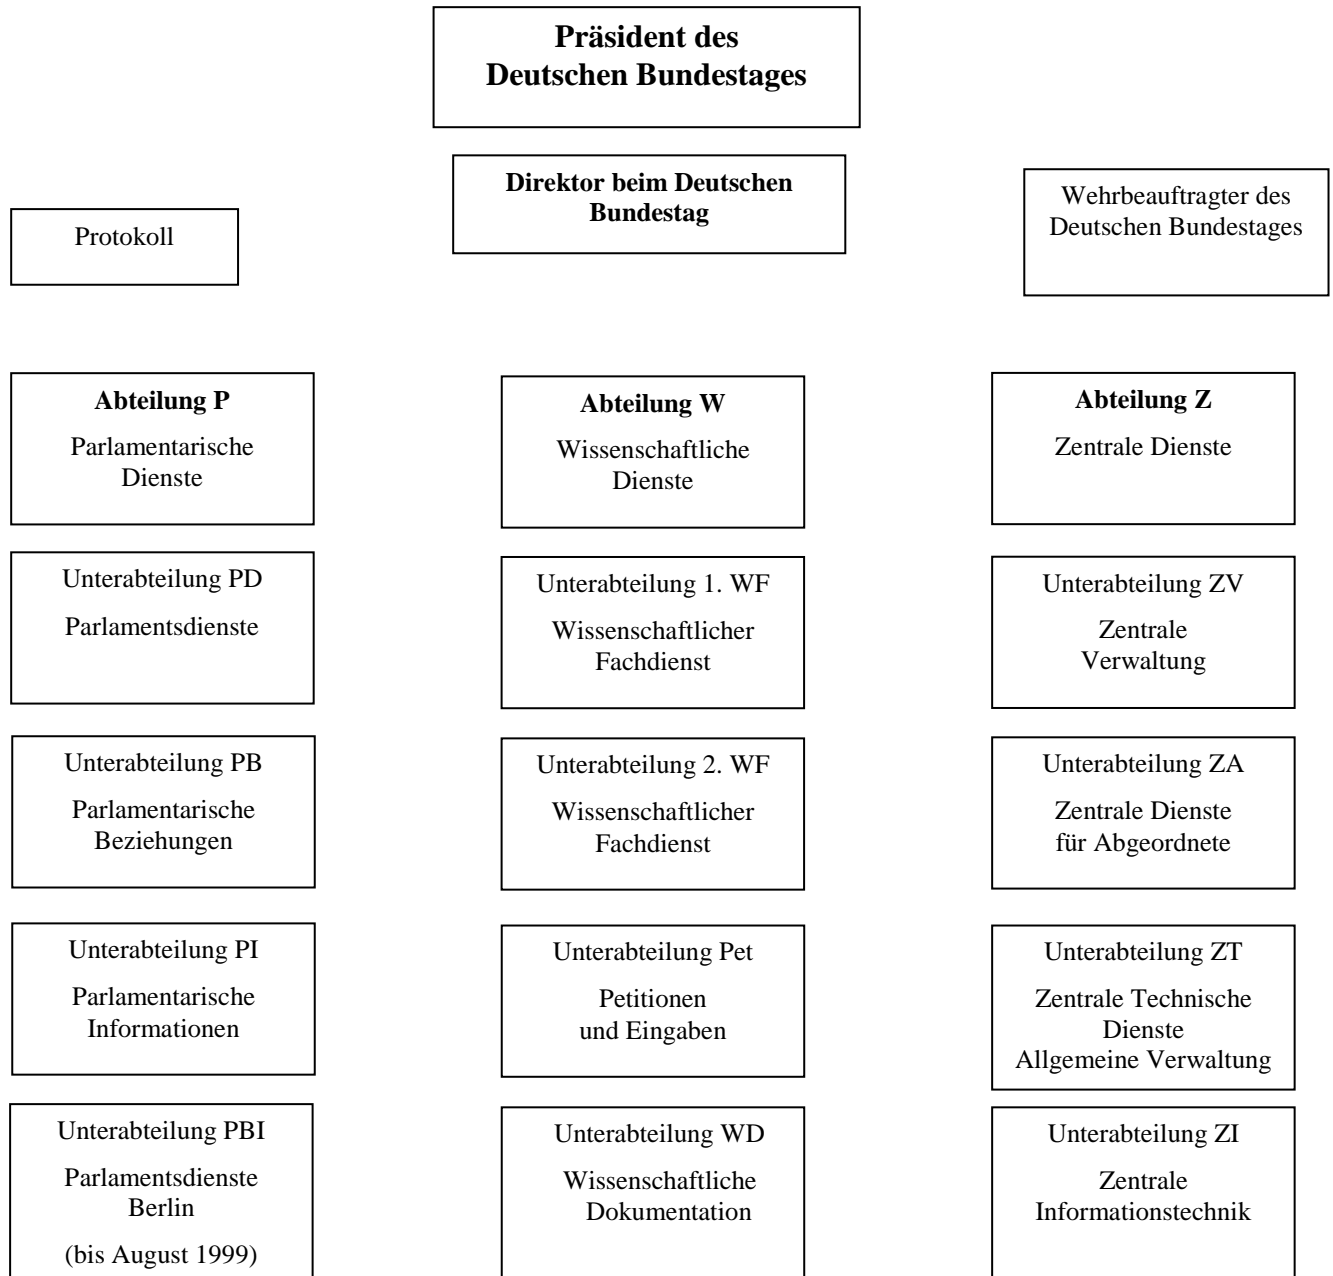 Präsident des
Deutschen Bundestages
Direktor beim Deutschen
Bundestag
Wehrbeauftragter des
Deutschen Bundestages
Protokoll
Abteilung P
Parlamentarische
Dienste
Abteilung W
Wissenschaftliche
Dienste
Abteilung Z
Zentrale Dienste
Unterabteilung PD
Parlamentsdienste
Unterabteilung 1. WF
Wissenschaftlicher
Fachdienst
Unterabteilung ZV
Zentrale
Verwaltung
Unterabteilung PB
Parlamentarische
Beziehungen
Unterabteilung 2. WF
Wissenschaftlicher
Fachdienst
Unterabteilung ZA
Zentrale Dienste
für Abgeordnete
Unterabteilung PI
Parlamentarische
Informationen
Unterabteilung Pet
Petitionen
und Eingaben
Unterabteilung ZT
Zentrale Technische
Dienste
Allgemeine Verwaltung
Unterabteilung PBI
Parlamentsdienste
Berlin
(bis August 1999)
Unterabteilung WD
Wissenschaftliche
Dokumentation
Unterabteilung ZI
Zentrale
Informationstechnik